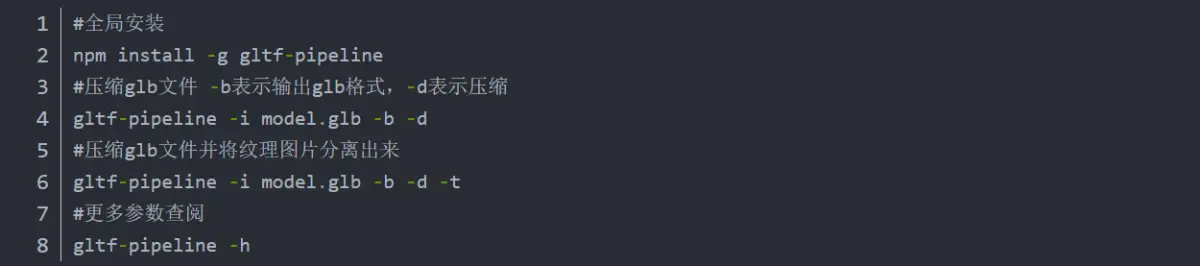 1 #全局安装
2 npm install -g gltf-pipeline
3 #压缩glb文件 -b表示输出glb格式，-d表示压缩
4 gltf-pipeline -i model.glb -b -d
5 #压缩glb文件并将纹理图片分离出来
6 gltf-pipeline -i model.glb -b -d -t
7 #更多参数查阅
8 gltf-pipeline -h